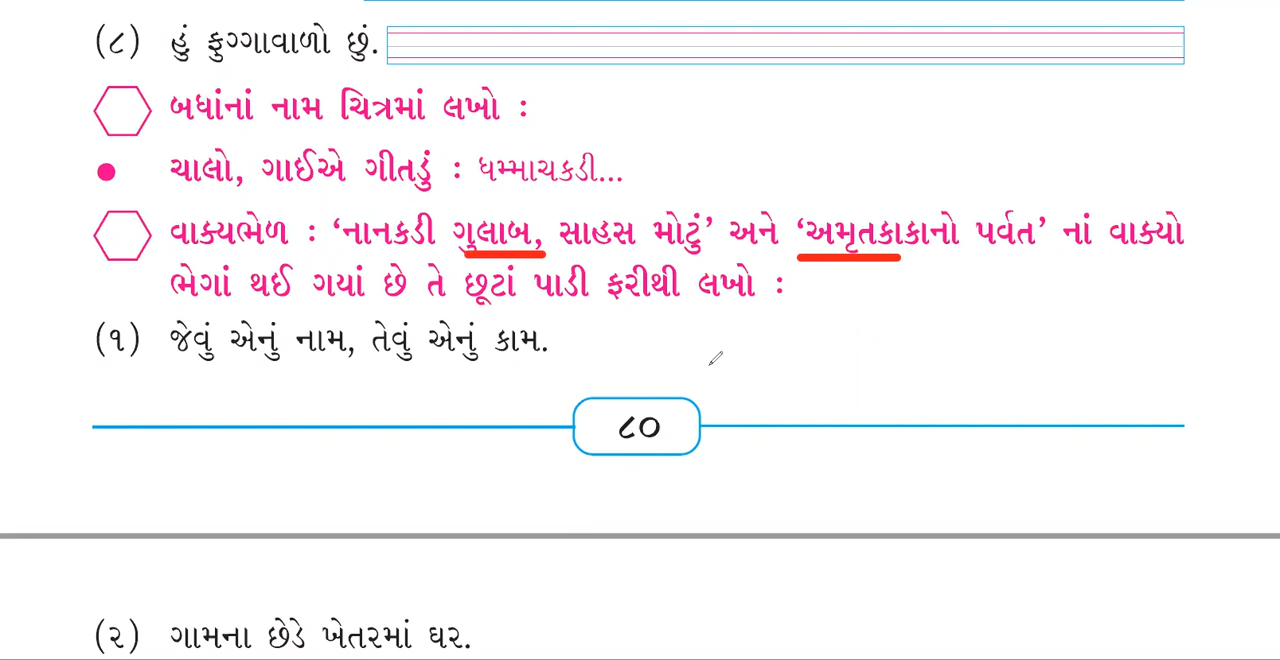 (૮) હું ફુગ્ગાવાળો છું.
બધાંનાં નામ ચિત્રમાં લખો :
● ચાલો, ગાઈએ ગીતડું : ધમ્માચકડી...
વાક્યભેળ : ‘નાનકડી ગુલાબ, સાહસ મોટું’ અને ‘અમૃતકાકાનો પર્વત’ નાં વાક્યો
ભેગાં થઈ ગયાં છે તે છૂટાં પાડી ફરીથી લખો :
(૧) જેવું એનું નામ, તેવું એનું કામ.
૮૦
(૨) ગામના છેડે ખેતરમાં ઘર.